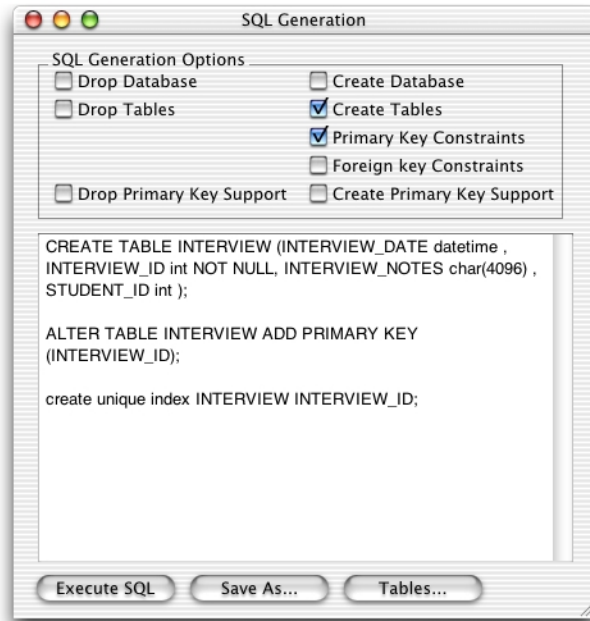 SQL Generation
SQL Generation Options
Drop Database
Create Database
Drop Tables
Create Tables
Primary Key Constraints
Foreign key Constraints
Drop Primary Key Support
Create Primary Key Support
CREATE TABLE INTERVIEW (INTERVIEW_DATE datetime ,
INTERVIEW_ID int NOT NULL, INTERVIEW_NOTES char(4096) ,
STUDENT_ID int );
ALTER TABLE INTERVIEW ADD PRIMARY KEY
(INTERVIEW_ID);
create unique index INTERVIEW INTERVIEW_ID;
Execute SQL
Save As...
Tables...